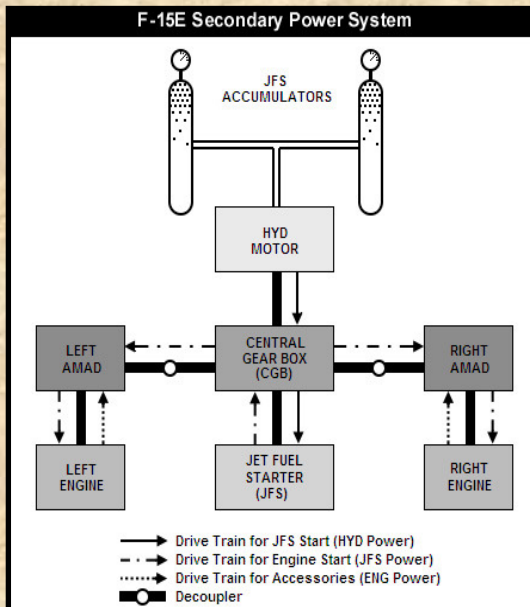 F-15E Secondary Power System
JFS
ACCUMULATORS
HYD
MOTOR
LEFT
AMAD
CENTRAL
GEAR BOX
(CGB)
RIGHT
AMAD
LEFT
ENGINE
JET FUEL
STARTER
(JFS)
RIGHT
ENGINE
Drive Train for JFS Start (HYD Power)
Drive Train for Engine Start (JFS Power)
Drive Train for Accessories (ENG Power)
Decoupler